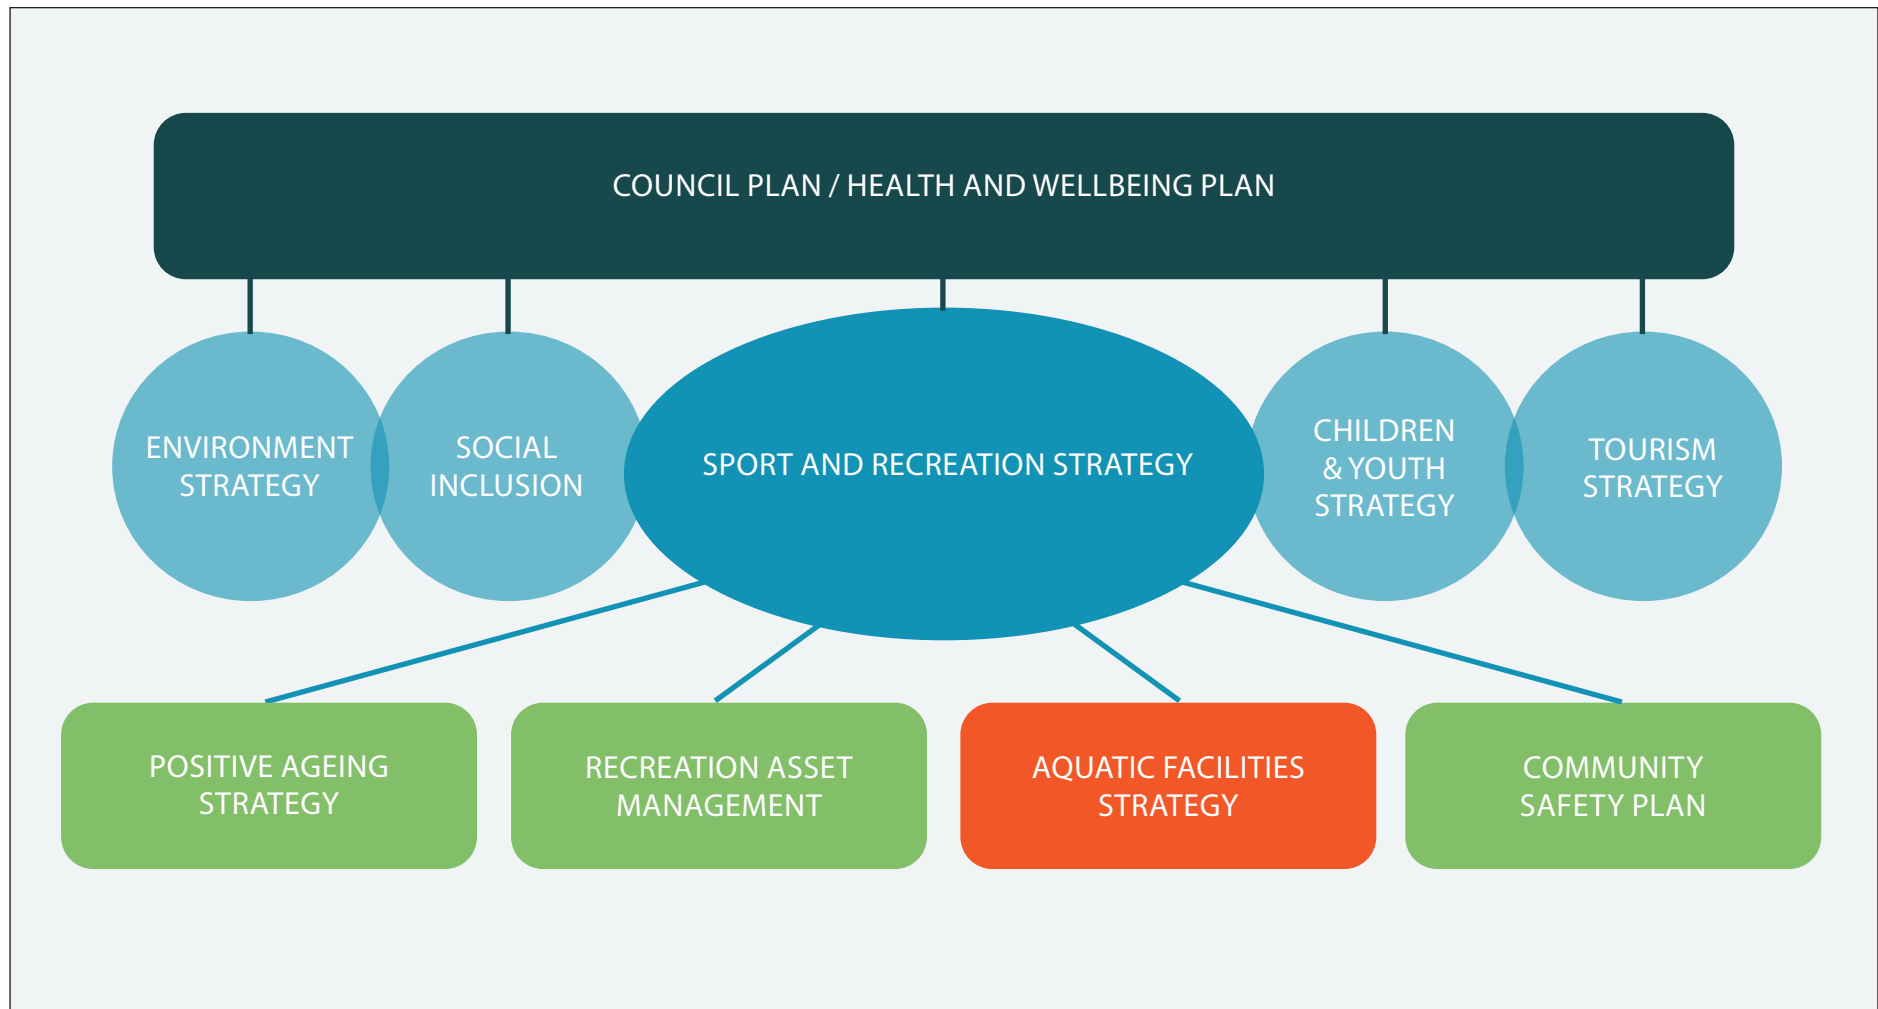 COUNCIL PLAN / HEALTH AND WELLBEING PLAN
ENVIRONMENT
STRATEGY
SOCIAL
INCLUSION
SPORT AND RECREATION STRATEGY
CHILDREN
& YOUTH
STRATEGY
TOURISM
STRATEGY
POSITIVE AGEING
STRATEGY
RECREATION ASSET
MANAGEMENT
AQUATIC FACILITIES
STRATEGY
COMMUNITY
SAFETY PLAN